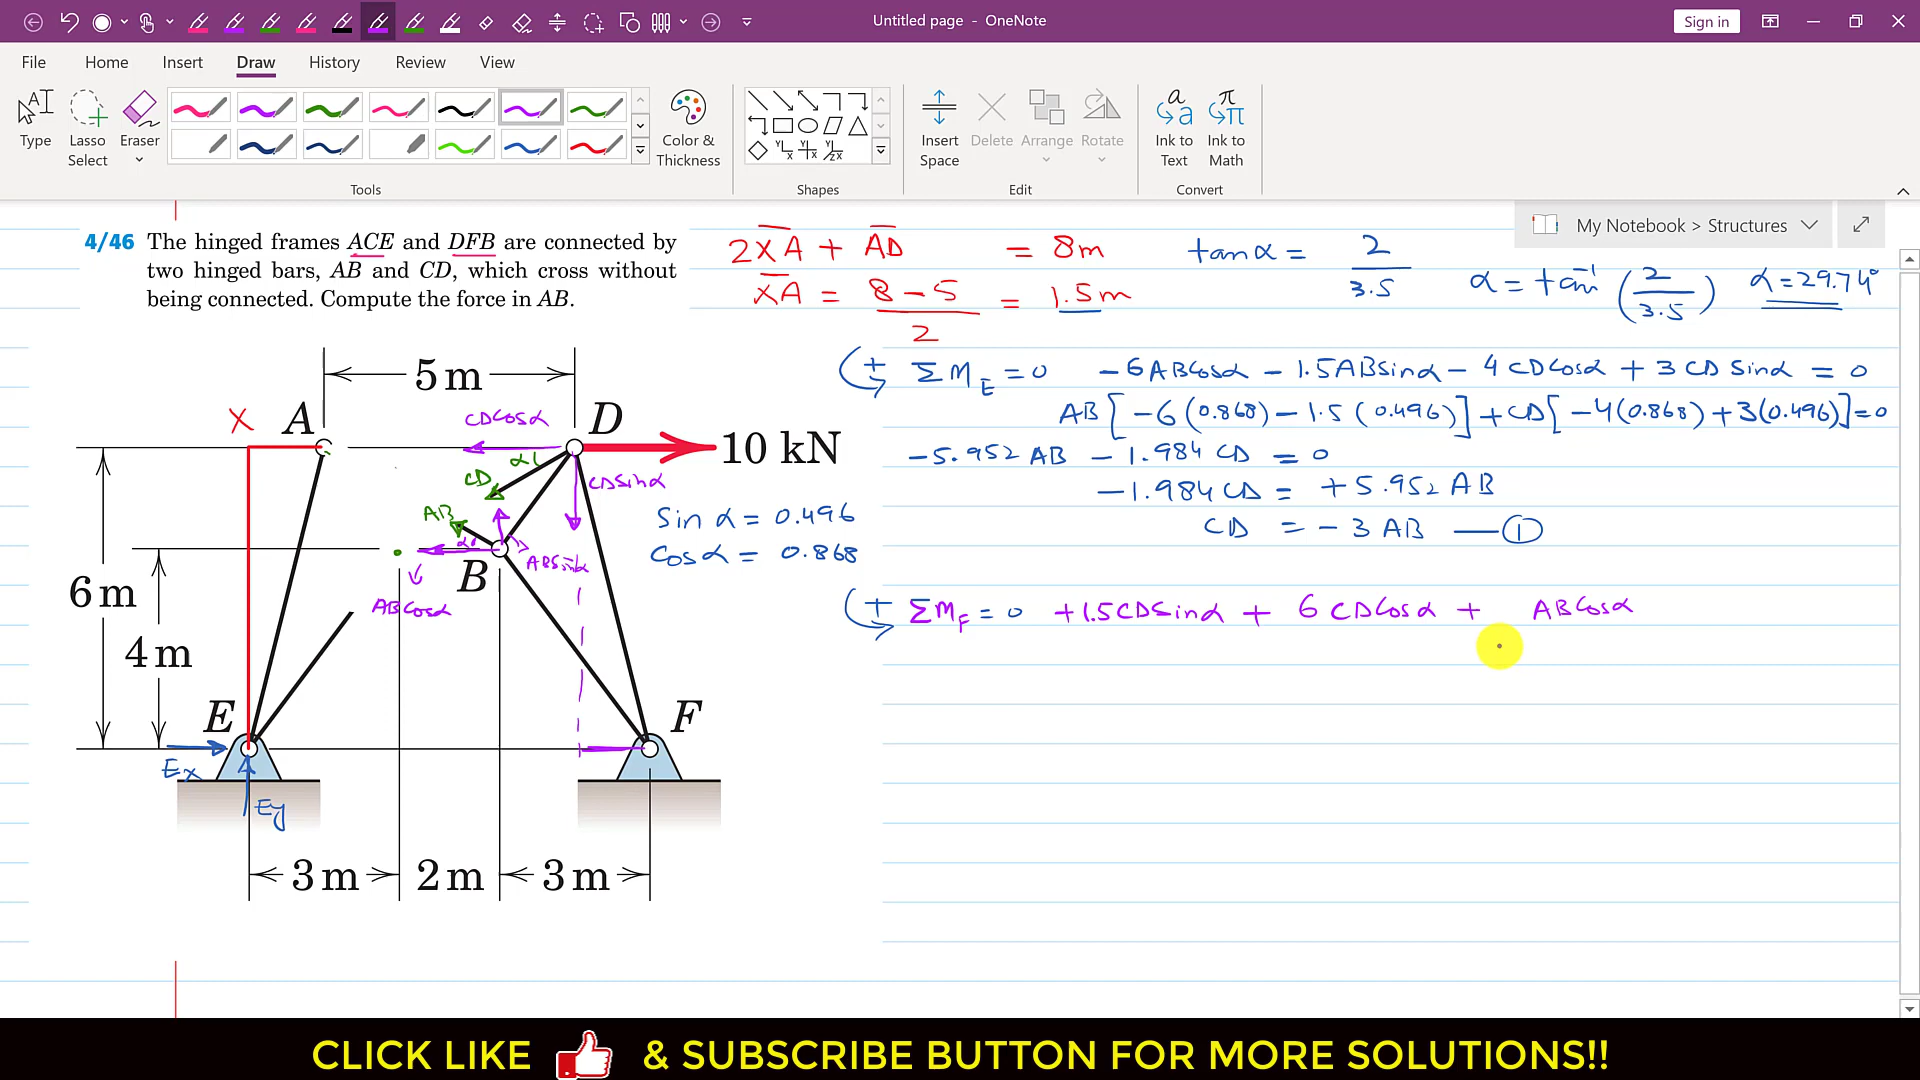 Untitled page - OneNote
Sign in
File Home Insert Draw History Review View
Type
Lasso Select
Eraser
Color & Thickness
Insert Space
Delete
Arrange
Rotate
Ink to Text
Ink to Math
Tools
Shapes
Edit
Convert
My Notebook > Structures
4/46 The hinged frames ACE and DFB are connected by
two hinged bars, AB and CD, which cross without
being connected. Compute the force in AB.
2XA + AD = 8m
XA = 8-5/2 = 1.5m
tanα = 2/3.5
α = tan⁻¹(2/3.5) α = 29.74°
+ ΣM_E = 0 -6ABCosα - 1.5ABSinα - 4CDCosα + 3CDSinα = 0
AB[-6(0.868) - 1.5(0.496)] + CD[-4(0.868) + 3(0.496)] = 0
-5.952 AB - 1.984 CD = 0
-1.984 CD = +5.952 AB
CD = -3 AB — ①
+ ΣM_F = 0 +1.5CDSinα + 6 CDCosα + ABCosα
5 m
X
A
CDCosα
D
10 kN
α
CD
CDSinα
AB
α
ABSinα
B
ABCosα
Sin α = 0.496
Cosα = 0.868
6 m
4 m
E
F
Ex
Ey
3 m
2 m
3 m
CLICK LIKE & SUBSCRIBE BUTTON FOR MORE SOLUTIONS!!